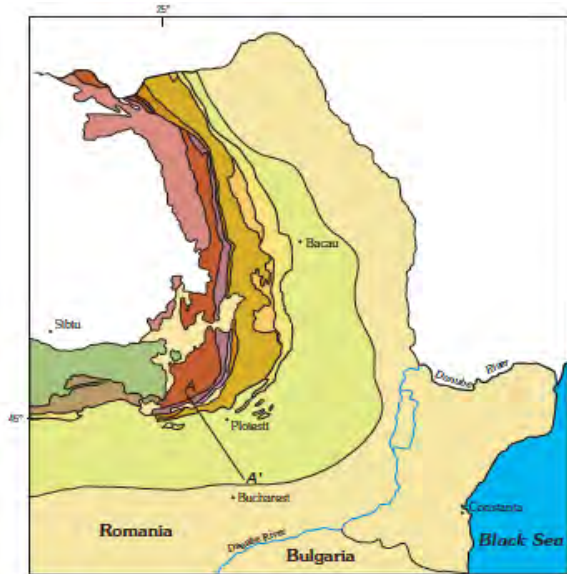 25°
Bacau
Sibiu
Danube River
A
45°
Ploiesti
A'
Bucharest
Constanta
Romania
Danube River
Black Sea
Bulgaria